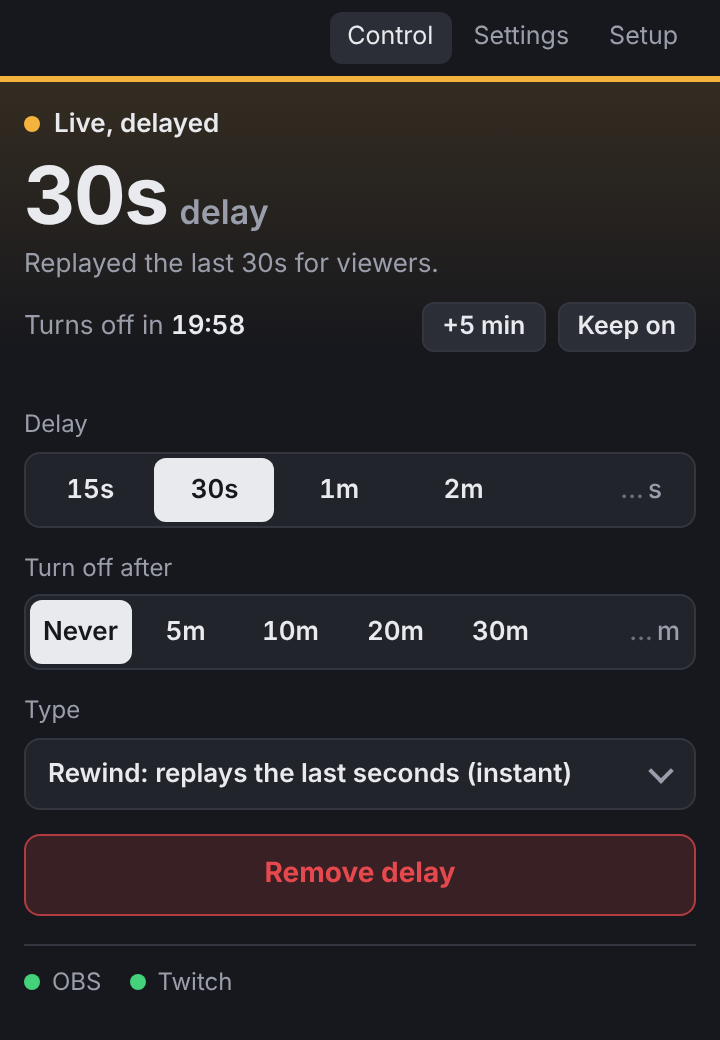 Control Settings Setup
Live, delayed
30s delay
Replayed the last 30s for viewers.
Turns off in 19:58 +5 min Keep on
Delay
15s 30s 1m 2m … s
Turn off after
Never 5m 10m 20m 30m … m
Type
Rewind: replays the last seconds (instant)
Remove delay
OBS Twitch